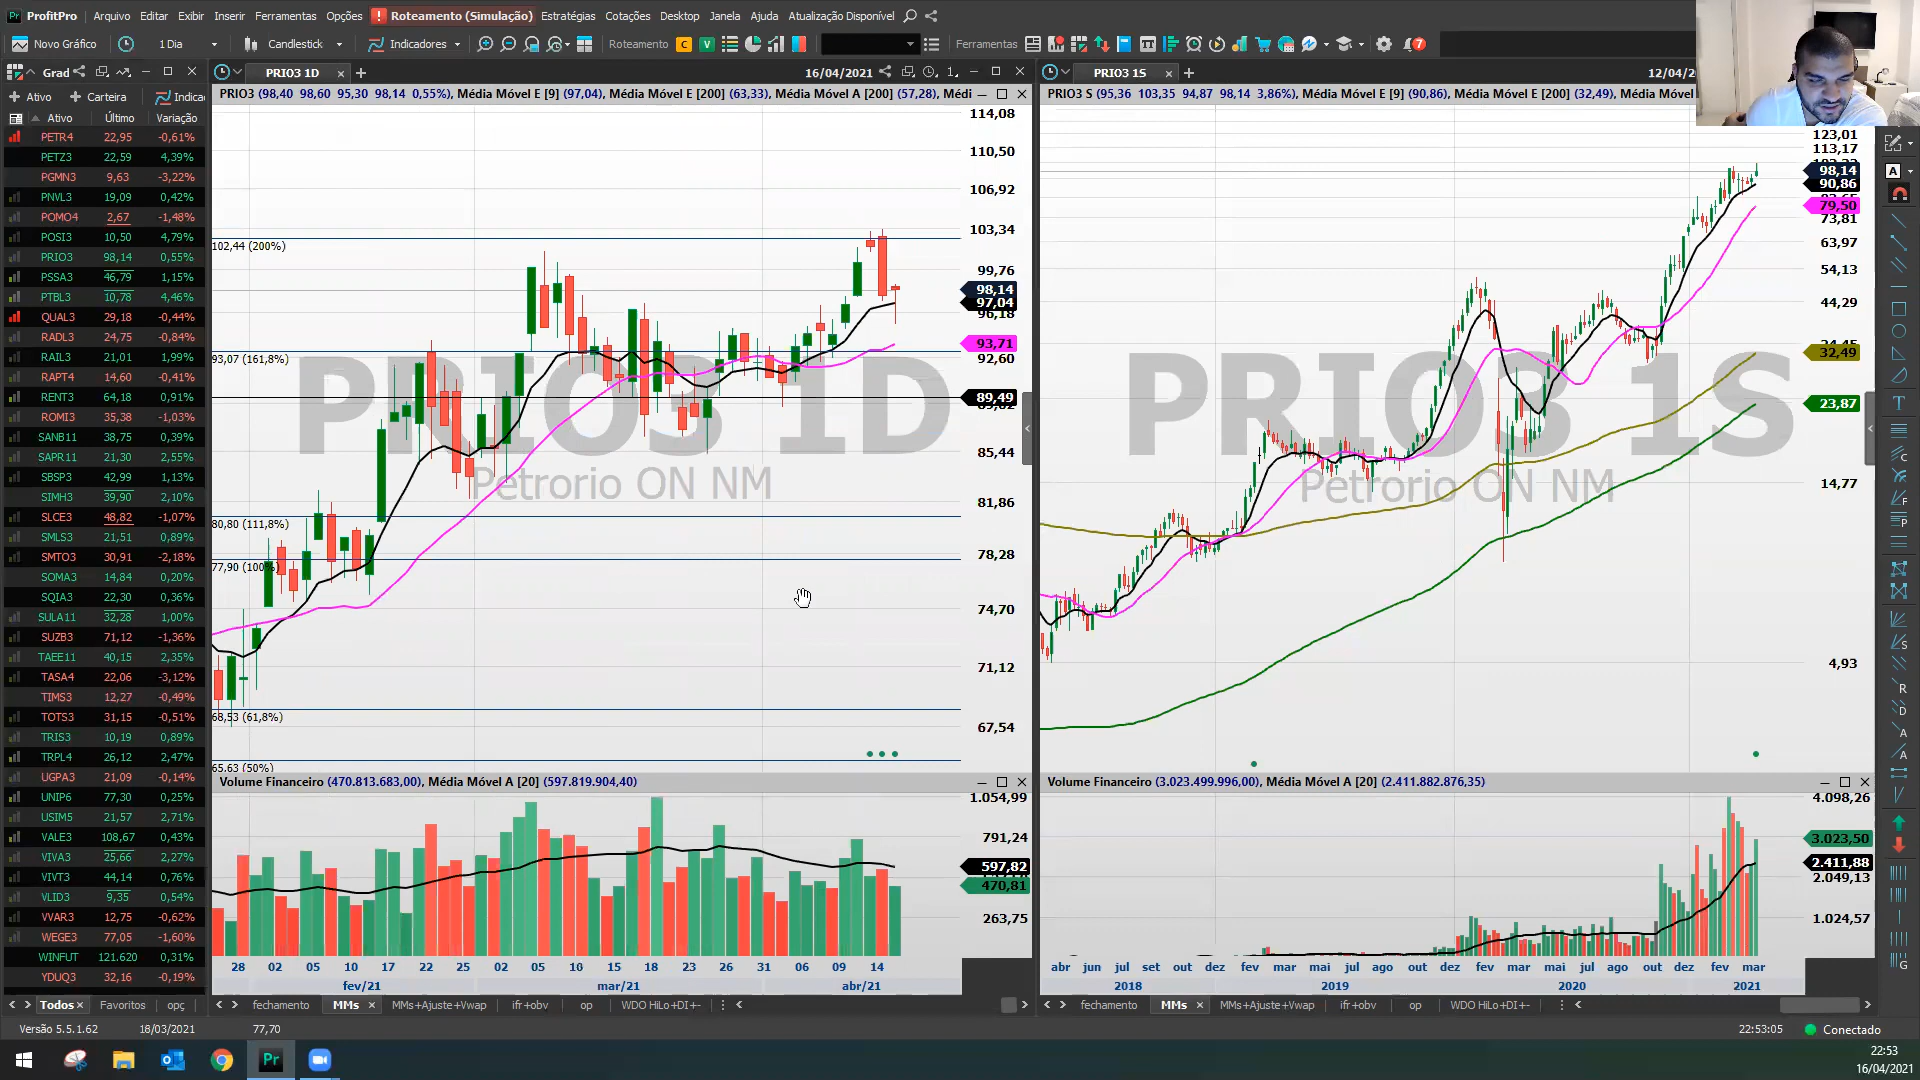 ProfitPro Arquivo Editar Exibir Inserir Ferramentas Opções Roteamento (Simulação) Estratégias Cotações Desktop Janela Ajuda Atualização Disponível
Novo Gráfico 1 Dia Candlestick Indicadores Roteamento C V Ferramentas 7
Grad PRIO3 1D 16/04/2021 1 PRIO3 1S 12/04/2
Ativo Carteira Indica
PRIO3 (98,40 98,60 95,30 98,14 0,55%), Média Móvel E [9] (97,04), Média Móvel E [200] (63,33), Média Móvel A [200] (57,28), Médi
PRIO3 S (95,36 103,35 94,87 98,14 3,86%), Média Móvel E [9] (90,86), Média Móvel E [200] (32,49), Média Móvel
Ativo Último Variação
PETR4 22,95 -0,61%
PETZ3 22,59 4,39%
PGMN3 9,63 -3,22%
PNVL3 19,09 0,42%
POMO4 2,67 -1,48%
POSI3 10,50 4,79%
PRIO3 98,14 0,55%
PSSA3 46,79 1,15%
PTBL3 10,78 4,46%
QUAL3 29,18 -0,44%
RADL3 24,75 -0,84%
RAIL3 21,01 1,99%
RAPT4 14,60 -0,41%
RENT3 64,18 0,91%
ROMI3 35,38 -1,03%
SANB11 38,75 0,39%
SAPR11 21,30 2,55%
SBSP3 42,99 1,13%
SIMH3 39,90 2,10%
SLCE3 48,82 -1,07%
SMLS3 21,51 0,89%
SMTO3 30,91 -2,18%
SOMA3 14,84 0,20%
SQIA3 22,30 0,36%
SULA11 32,28 1,00%
SUZB3 71,12 -1,36%
TAEE11 40,15 2,35%
TASA4 22,06 -3,12%
TIMS3 12,27 -0,49%
TOTS3 31,15 -0,51%
TRIS3 10,19 0,89%
TRPL4 26,12 2,47%
UGPA3 21,09 -0,14%
UNIP6 77,30 0,25%
USIM5 21,57 2,71%
VALE3 108,67 0,43%
VIVA3 25,66 2,27%
VIVT3 44,14 0,76%
VLID3 9,35 0,54%
VVAR3 12,75 -0,62%
WEGE3 77,05 -1,60%
WINFUT 121.620 0,31%
YDUQ3 32,16 -0,19%
114,08
110,50
106,92
103,34
99,76
98,14
97,04
96,18
93,71
92,60
89,49
85,44
81,86
78,28
74,70
71,12
67,54
102,44 (200%)
93,07 (161,8%)
80,80 (111,8%)
77,90 (100%)
68,53 (61,8%)
65,63 (50%)
PRIO3 1D
Petrorio ON NM
PRIO3 1S
Petrorio ON NM
123,01
113,17
98,14
90,86
79,50
73,81
63,97
54,13
44,29
32,49
23,87
14,77
4,93
Volume Financeiro (470.813.683,00), Média Móvel A [20] (597.819.904,40)
1.054,99
791,24
597,82
470,81
263,75
28 02 05 10 17 22 25 02 05 10 15 18 23 26 31 06 09 14
fev/21 mar/21 abr/21
Volume Financeiro (3.023.499.996,00), Média Móvel A [20] (2.411.882.876,35)
4.098,26
3.023,50
2.411,88
2.049,13
1.024,57
abr jun jul set out dez fev mar mai jul ago out dez fev mar mai jul ago out dez fev mar
2018 2019 2020 2021
Todos Favoritos opç fechamento MMs MMs+Ajuste+Vwap ifr+obv op WDO HiLo+DI+- fechamento MMs MMs+Ajuste+Vwap ifr+obv op WDO HiLo+DI+-
Versão 5.5.1.62 18/03/2021 77,70 22:53:05 Conectado
Pr
22:53
16/04/2021